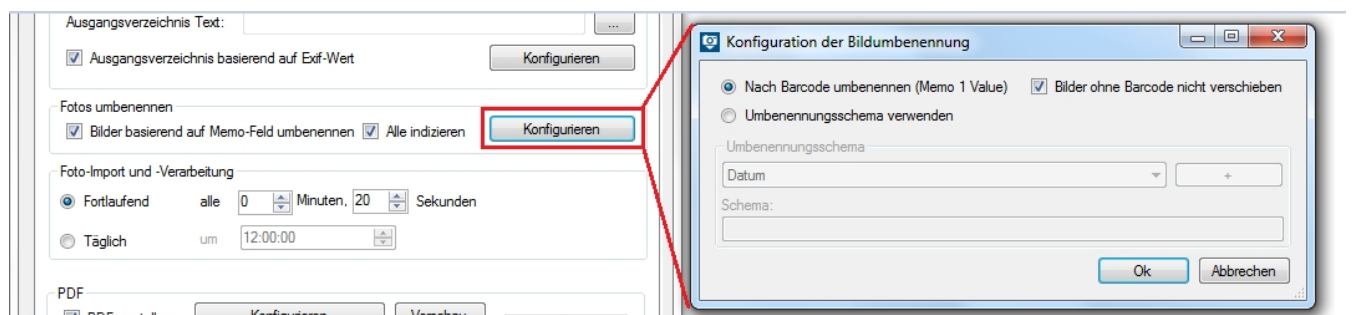 Ausgangsverzeichnis Text:
...
Ausgangsverzeichnis basierend auf Exif-Wert
Konfigurieren
Fotos umbenennen
Bilder basierend auf Memo-Feld umbenennen
Alle indizieren
Konfigurieren
Foto-Import und -Verarbeitung
Fortlaufend alle 0 Minuten, 20 Sekunden
Täglich um 12:00:00
PDF
Konfigurieren
Vorschau
Konfiguration der Bildumbenennung
Nach Barcode umbenennen (Memo 1 Value)
Bilder ohne Barcode nicht verschieben
Umbenennungsschema verwenden
Umbenennungsschema
Datum
+
Schema:
Ok
Abbrechen